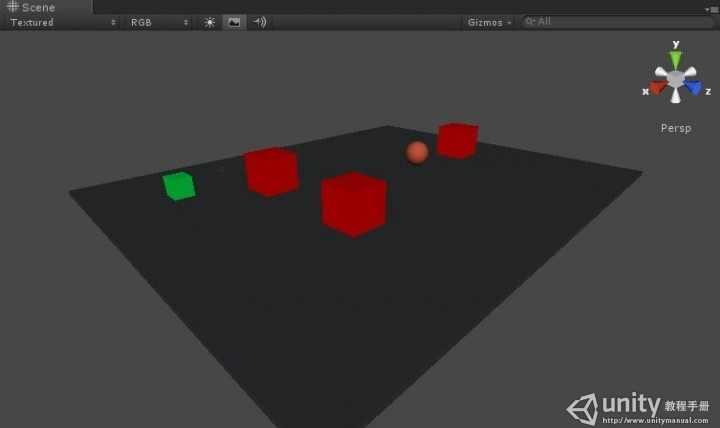 Scene
Textured RGB Gizmos All
y
x z
Persp
unity 教程手册
http://www.unitymanual.com